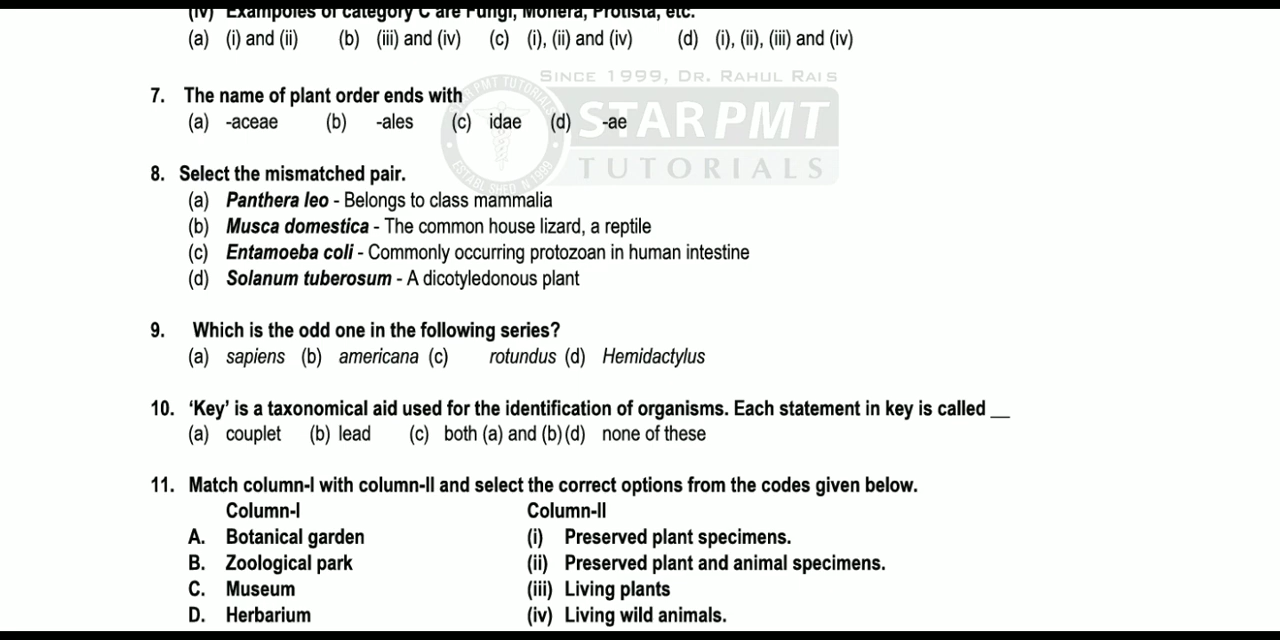 (iv) Exampoles of category C are Fungi, Monera, Protista, etc.
(a) (i) and (ii) (b) (iii) and (iv) (c) (i), (ii) and (iv) (d) (i), (ii), (iii) and (iv)
SINCE 1999, DR. RAHUL RAIS
STAR PMT
TUTORIALS
7. The name of plant order ends with
(a) -aceae (b) -ales (c) idae (d) -ae
8. Select the mismatched pair.
(a) Panthera leo - Belongs to class mammalia
(b) Musca domestica - The common house lizard, a reptile
(c) Entamoeba coli - Commonly occurring protozoan in human intestine
(d) Solanum tuberosum - A dicotyledonous plant
9. Which is the odd one in the following series?
(a) sapiens (b) americana (c) rotundus (d) Hemidactylus
10. ‘Key’ is a taxonomical aid used for the identification of organisms. Each statement in key is called __
(a) couplet (b) lead (c) both (a) and (b) (d) none of these
11. Match column-I with column-II and select the correct options from the codes given below.
Column-I Column-II
A. Botanical garden (i) Preserved plant specimens.
B. Zoological park (ii) Preserved plant and animal specimens.
C. Museum (iii) Living plants
D. Herbarium (iv) Living wild animals.